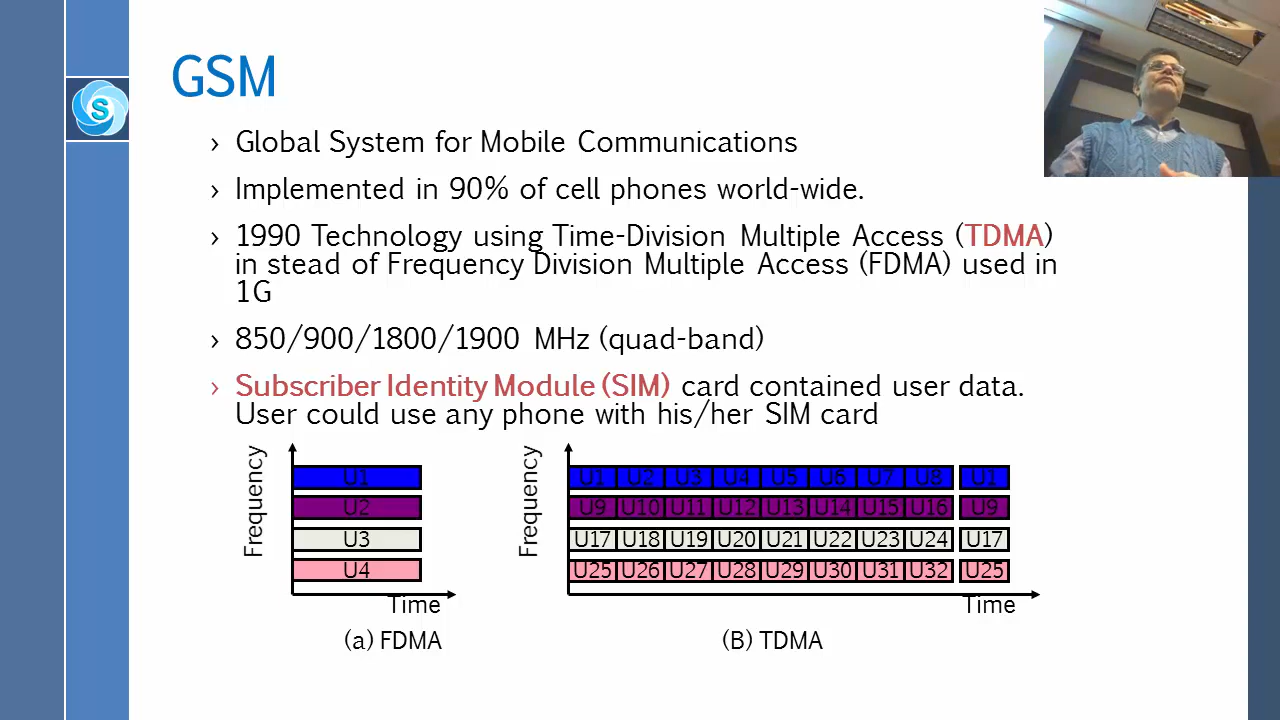 GSM
S
› Global System for Mobile Communications
› Implemented in 90% of cell phones world-wide.
› 1990 Technology using Time-Division Multiple Access (TDMA)
in stead of Frequency Division Multiple Access (FDMA) used in
1G
› 850/900/1800/1900 MHz (quad-band)
› Subscriber Identity Module (SIM) card contained user data.
User could use any phone with his/her SIM card
Frequency
U1
U2
U3
U4
Time
(a) FDMA
Frequency
U1 U2 U3 U4 U5 U6 U7 U8 U1
U9 U10 U11 U12 U13 U14 U15 U16 U9
U17 U18 U19 U20 U21 U22 U23 U24 U17
U25 U26 U27 U28 U29 U30 U31 U32 U25
Time
(B) TDMA